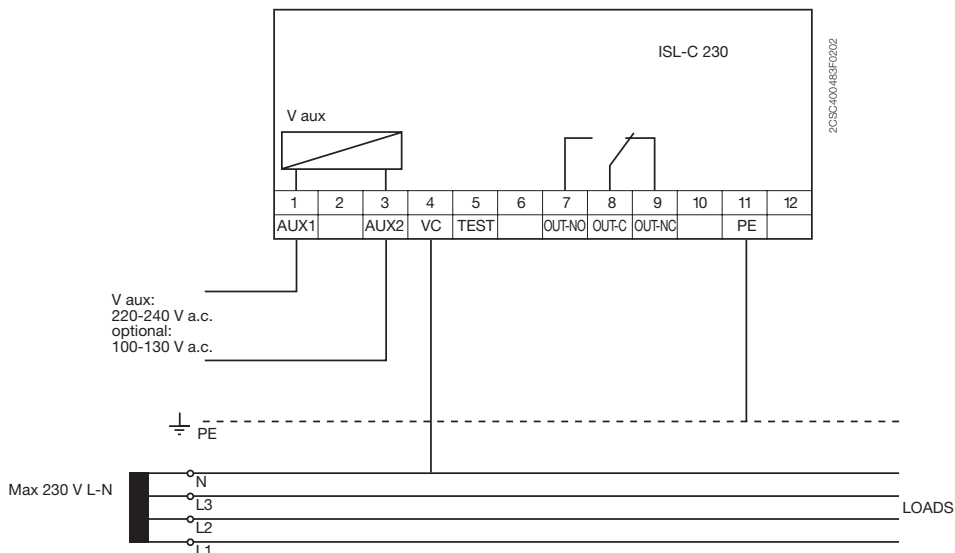 ISL-C 230
2CSC400483F0202
V aux
1 2 3 4 5 6 7 8 9 10 11 12
AUX1 AUX2 VC TEST OUT-NO OUT-C OUT-NC PE
V aux:
220-240 V a.c.
optional:
100-130 V a.c.
PE
Max 230 V L-N
N
L3
L2
L1
LOADS